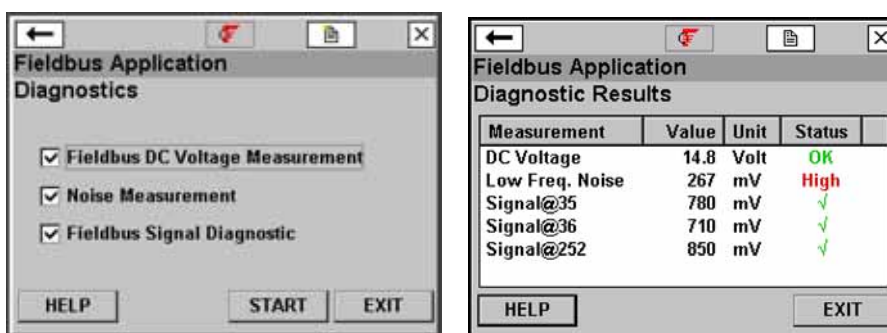 Fieldbus Application
Diagnostics
Fieldbus DC Voltage Measurement
Noise Measurement
Fieldbus Signal Diagnostic
HELP START EXIT
Fieldbus Application
Diagnostic Results
Measurement Value Unit Status
DC Voltage 14.8 Volt OK
Low Freq. Noise 267 mV High
Signal@35 780 mV √
Signal@36 710 mV √
Signal@252 850 mV √
HELP EXIT